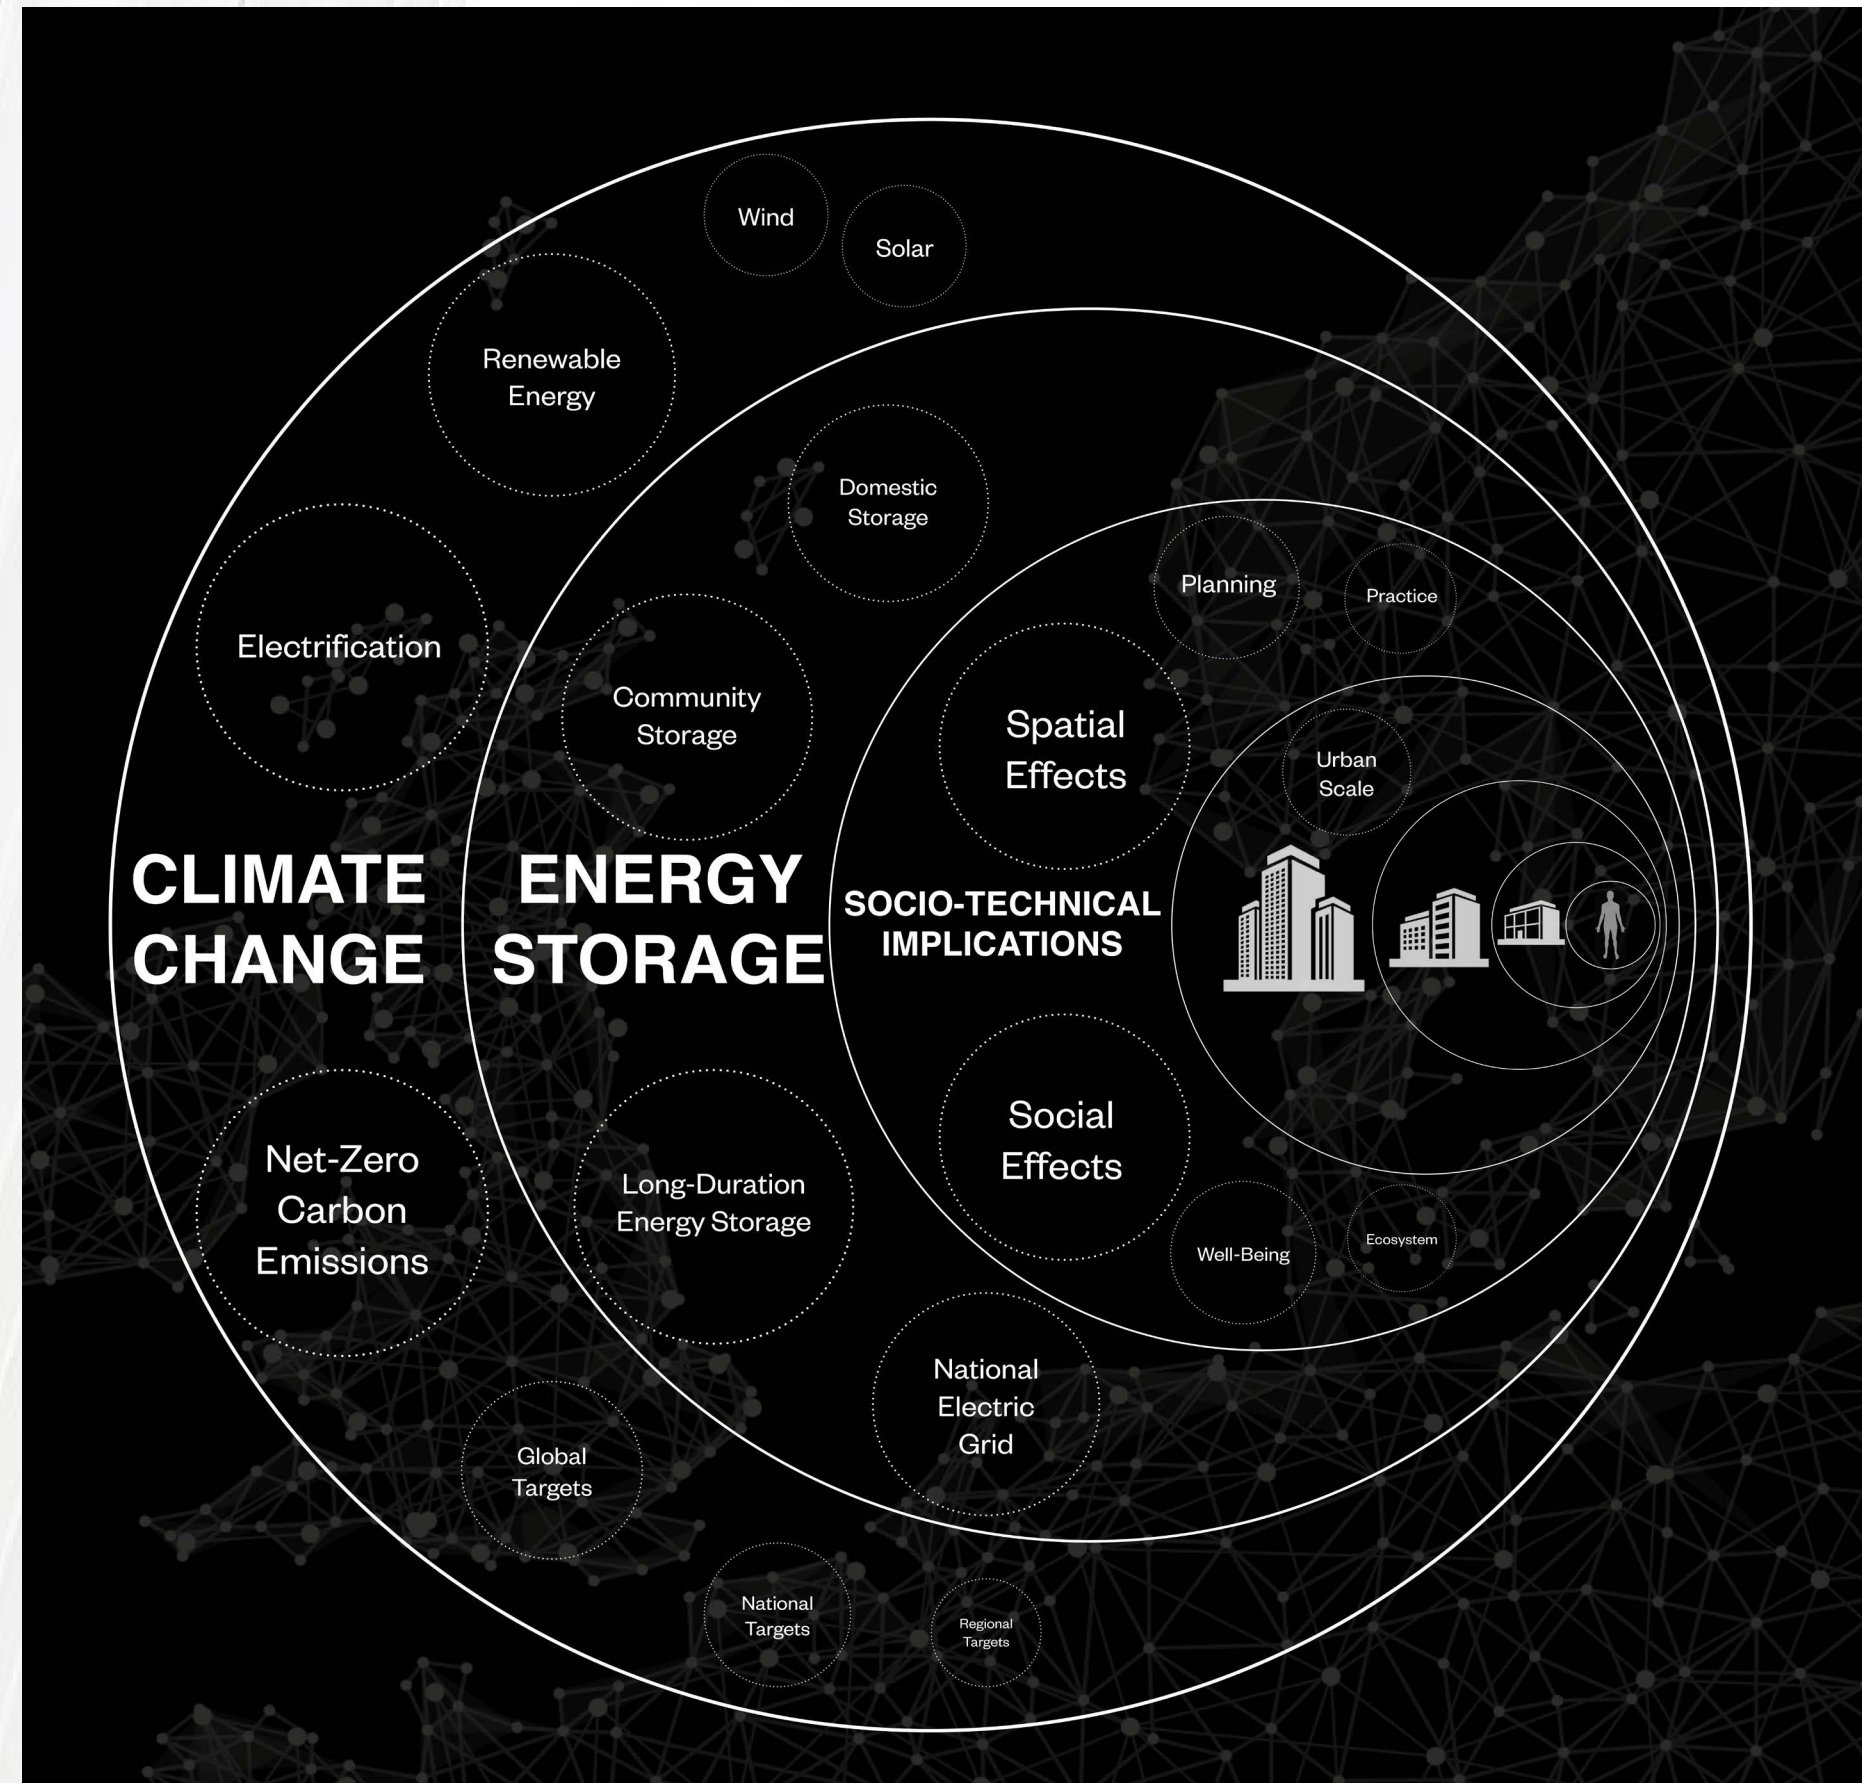 Wind
Solar
Renewable
Energy
Domestic
Storage
Planning
Practice
Electrification
Community
Storage
Spatial
Effects
Urban
Scale
CLIMATE
CHANGE
ENERGY
STORAGE
SOCIO-TECHNICAL
IMPLICATIONS
Net-Zero
Carbon
Emissions
Long-Duration
Energy Storage
Social
Effects
Well-Being
Ecosystem
National
Electric
Grid
Global
Targets
National
Targets
Regional
Targets